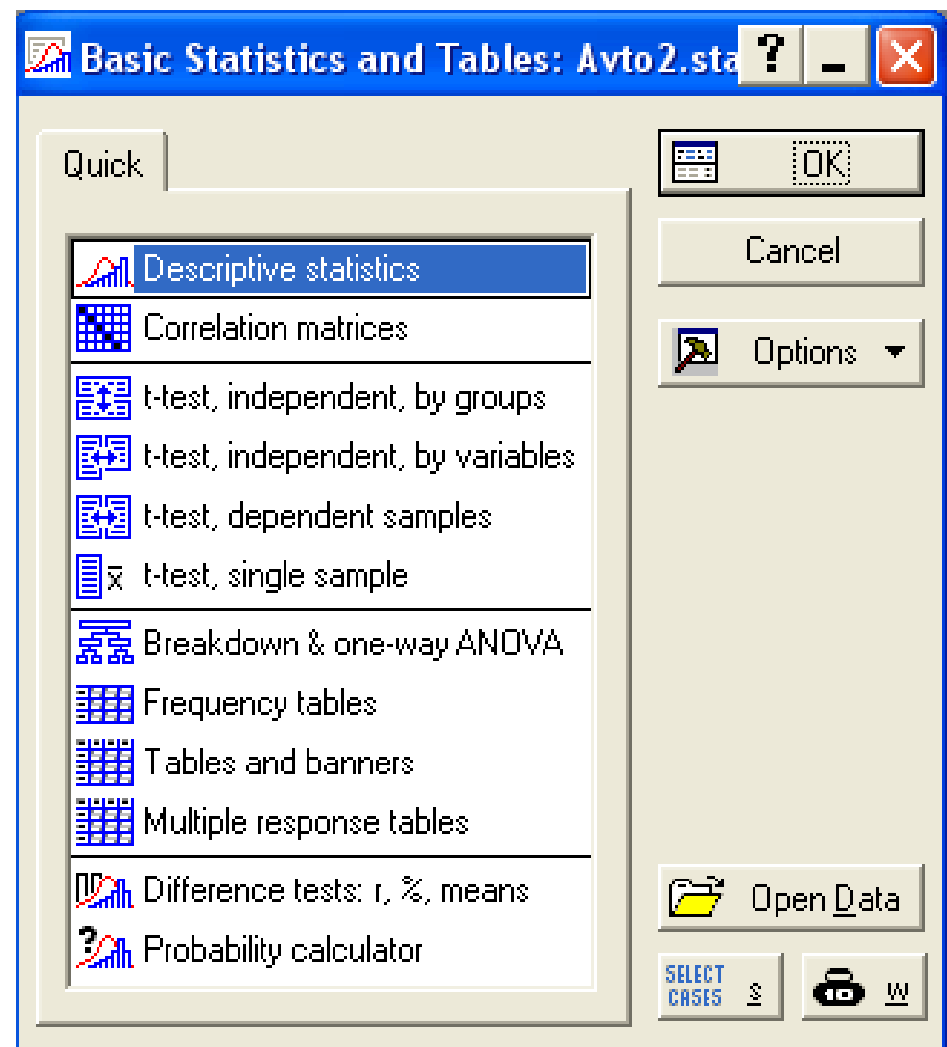 Basic Statistics and Tables: Avto2.sta
?
Quick
OK
Cancel
Options
Descriptive statistics
Correlation matrices
t-test, independent, by groups
t-test, independent, by variables
t-test, dependent samples
x t-test, single sample
Breakdown & one-way ANOVA
Frequency tables
Tables and banners
Multiple response tables
Difference tests: r, %, means
? Probability calculator
Open Data
SELECT
CASES S
10 W